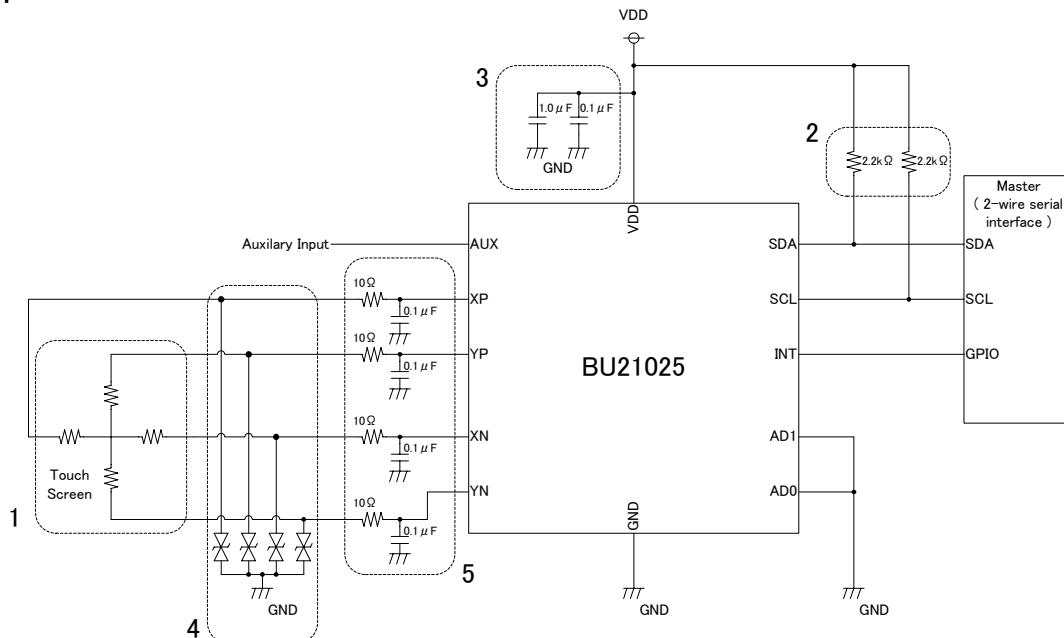 VDD
3
1.0μF
0.1μF
GND
2
2.2kΩ
2.2kΩ
Master
( 2-wire serial
interface )
VDD
Auxilary Input
AUX
SDA
SDA
10Ω
XP
0.1μF
SCL
SCL
10Ω
YP
0.1μF
INT
GPIO
BU21025
10Ω
XN
0.1μF
AD1
Touch
Screen
10Ω
YN
0.1μF
AD0
1
GND
5
GND
4
GND
GND